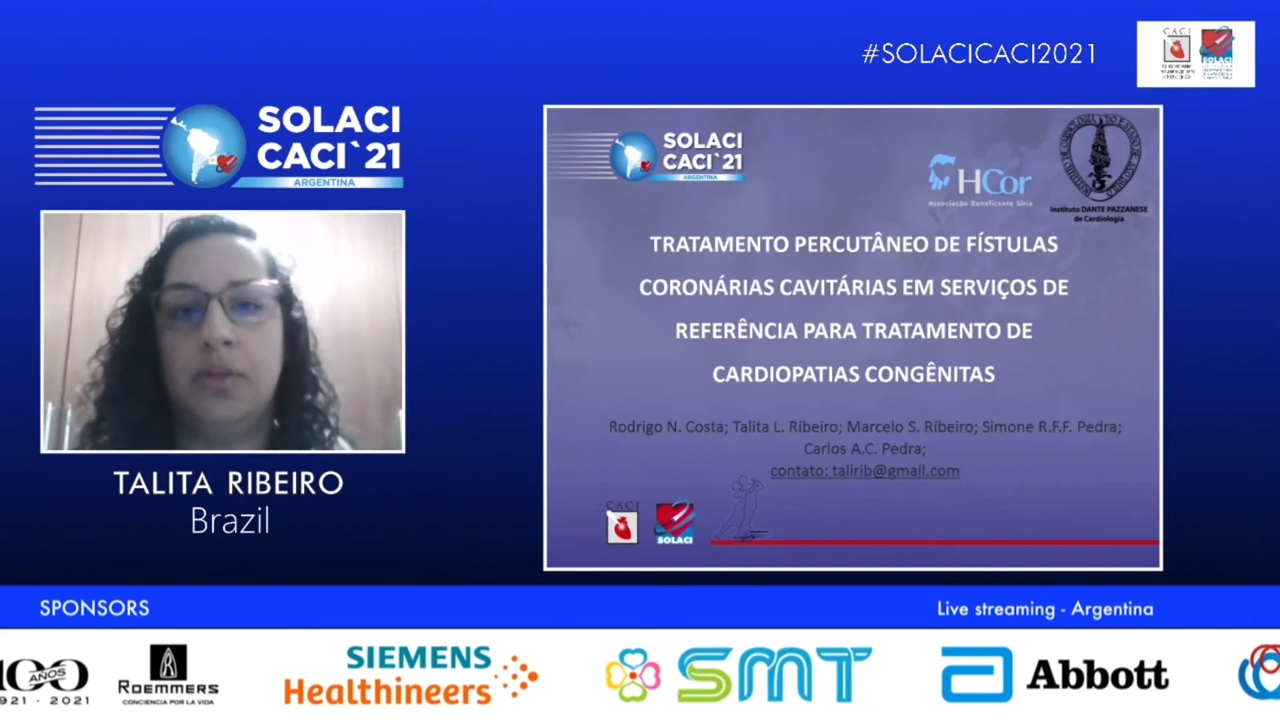 #SOLACICACI2021
CACI
SOLACI
SOLACI
CACI`21
ARGENTINA
TALITA RIBEIRO
Brazil
SOLACI
CACI`21
ARGENTINA
HCor
Associação Beneficente Síria
Instituto DANTE PAZZANESE
de Cardiologia
TRATAMENTO PERCUTÂNEO DE FÍSTULAS
CORONÁRIAS CAVITÁRIAS EM SERVIÇOS DE
REFERÊNCIA PARA TRATAMENTO DE
CARDIOPATIAS CONGÊNITAS
Rodrigo N. Costa; Talita L. Ribeiro; Marcelo S. Ribeiro; Simone R.F.F. Pedra;
Carlos A.C. Pedra;
contato: talirib@gmail.com
CACI
SOLACI
SPONSORS
Live streaming - Argentina
100
AÑOS
921 · 2021
ROEMMERS
CONCIENCIA POR LA VIDA
SIEMENS
Healthineers
SMT
Abbott